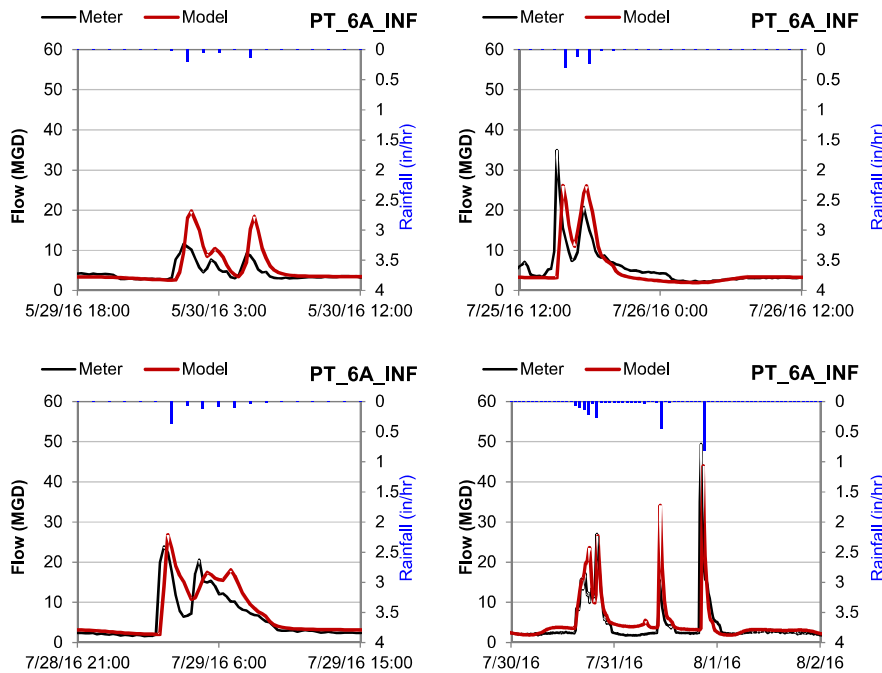 Meter Model PT_6A_INF
60 50 40 30 20 10 0
Flow (MGD)
0 0.5 1 1.5 2 2.5 3 3.5 4
Rainfall (in/hr)
5/29/16 18:00 5/30/16 3:00 5/30/16 12:00
Meter Model PT_6A_INF
60 50 40 30 20 10 0
Flow (MGD)
0 0.5 1 1.5 2 2.5 3 3.5 4
Rainfall (in/hr)
7/25/16 12:00 7/26/16 0:00 7/26/16 12:00
Meter Model PT_6A_INF
60 50 40 30 20 10 0
Flow (MGD)
0 0.5 1 1.5 2 2.5 3 3.5 4
Rainfall (in/hr)
7/28/16 21:00 7/29/16 6:00 7/29/16 15:00
Meter Model PT_6A_INF
60 50 40 30 20 10 0
Flow (MGD)
0 0.5 1 1.5 2 2.5 3 3.5 4
Rainfall (in/hr)
7/30/16 7/31/16 8/1/16 8/2/16